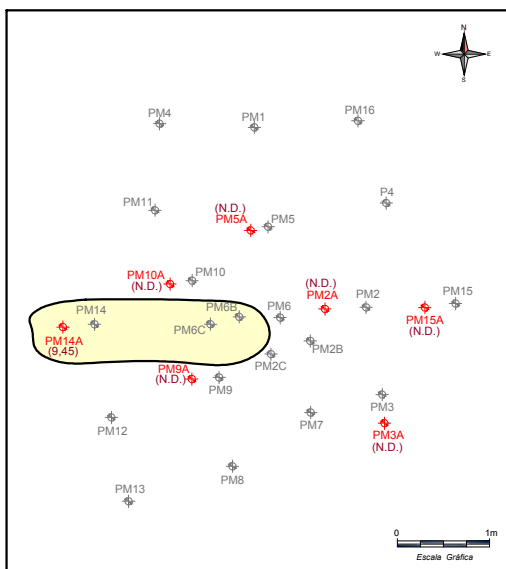 N
W E
S
PM4
PM1
PM16
PM11
(N.D.)
PM5A
PM5
P4
PM10A
(N.D.)
PM10
(N.D.)
PM2A
PM2
PM15
PM15A
(N.D.)
PM14
PM6B
PM6
PM6C
PM14A
(9,45)
PM2B
PM2C
PM9A
(N.D.)
PM9
PM3
PM3A
(N.D.)
PM12
PM7
PM8
PM13
0 1m
Escala Gráfica